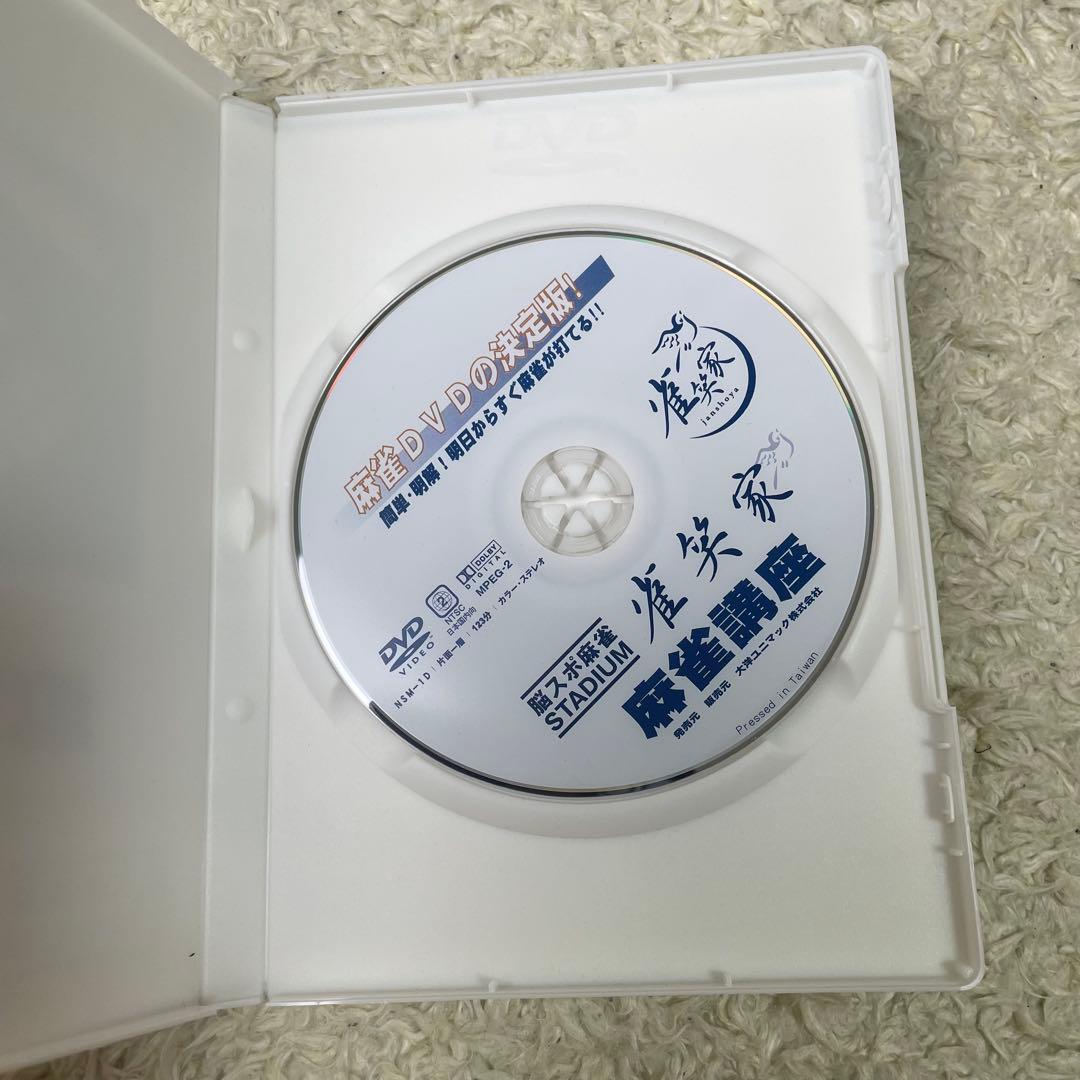 DVD
麻雀DVDの決定版!
簡単・明解!明日からすぐ麻雀が打てる!!
雀笑家
janshoya
DVD
VIDEO
2
NTSC
日本国内向
DOLBY
DIGITAL
MPEG-2
NSM-1D 片面一層 123分 カラー・ステレオ
脳スポ麻雀
STADIUM
雀笑家
麻雀講座
発売元 販売元 大洋ユニマック株式会社
Pressed in Taiwan